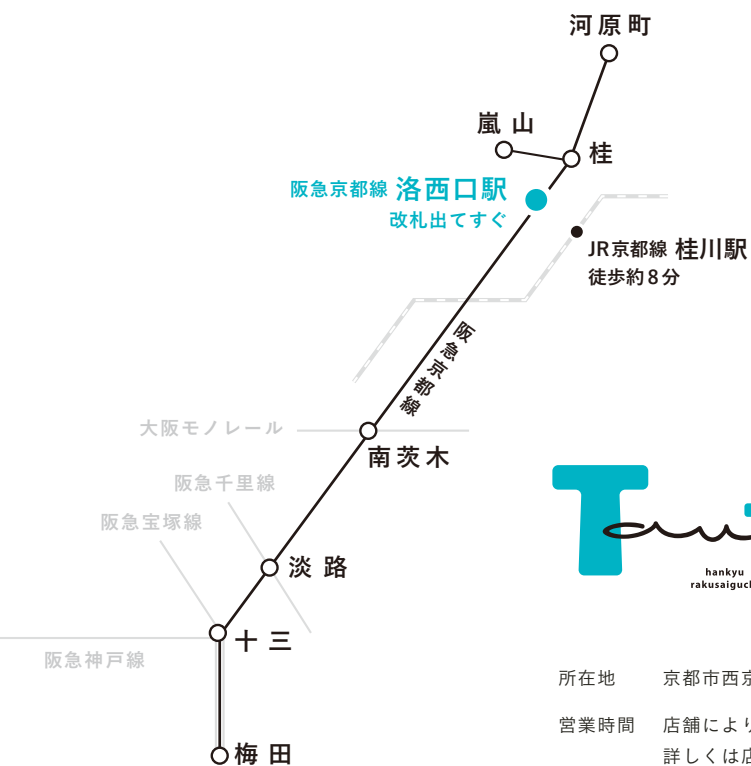 河原町
嵐山
桂
阪急京都線 洛西口駅
改札出てすぐ
JR京都線 桂川駅
徒歩約8分
阪急京都線
大阪モノレール
南茨木
阪急千里線
阪急宝塚線
淡路
十三
阪急神戸線
梅田
hankyu
所在地 京都市西京
営業時間 店舗により
詳しくは店